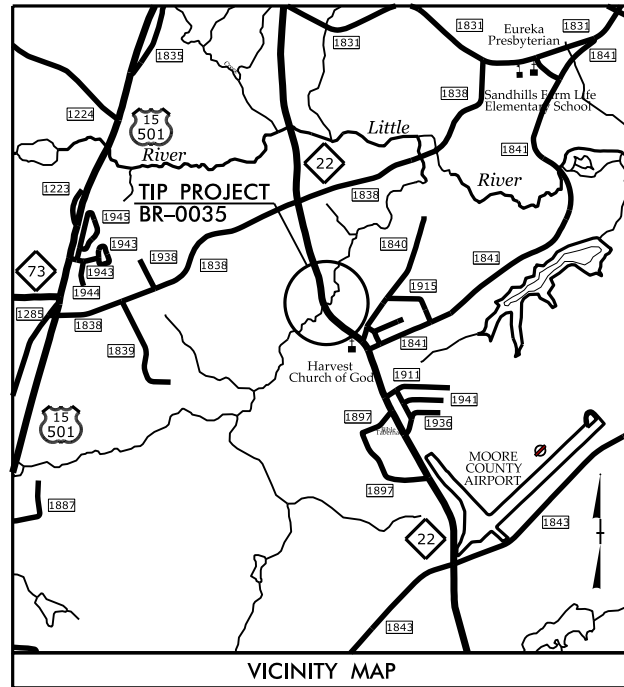 1831
1831
1831
Eureka
Presbyterian
1835
1841
Sandhills Farm Life
Elementary School
1838
1224
15
501
Little
River
22
1841
1223
TIP PROJECT
BR-0035
1838
River
1945
1840
1943
1938
1838
1841
73
1943
1915
1944
1285
1838
1841
1839
Harvest
Church of God
1911
15
501
1897
1941
1936
MOORE
COUNTY
AIRPORT
1887
1897
1843
22
1843
VICINITY MAP